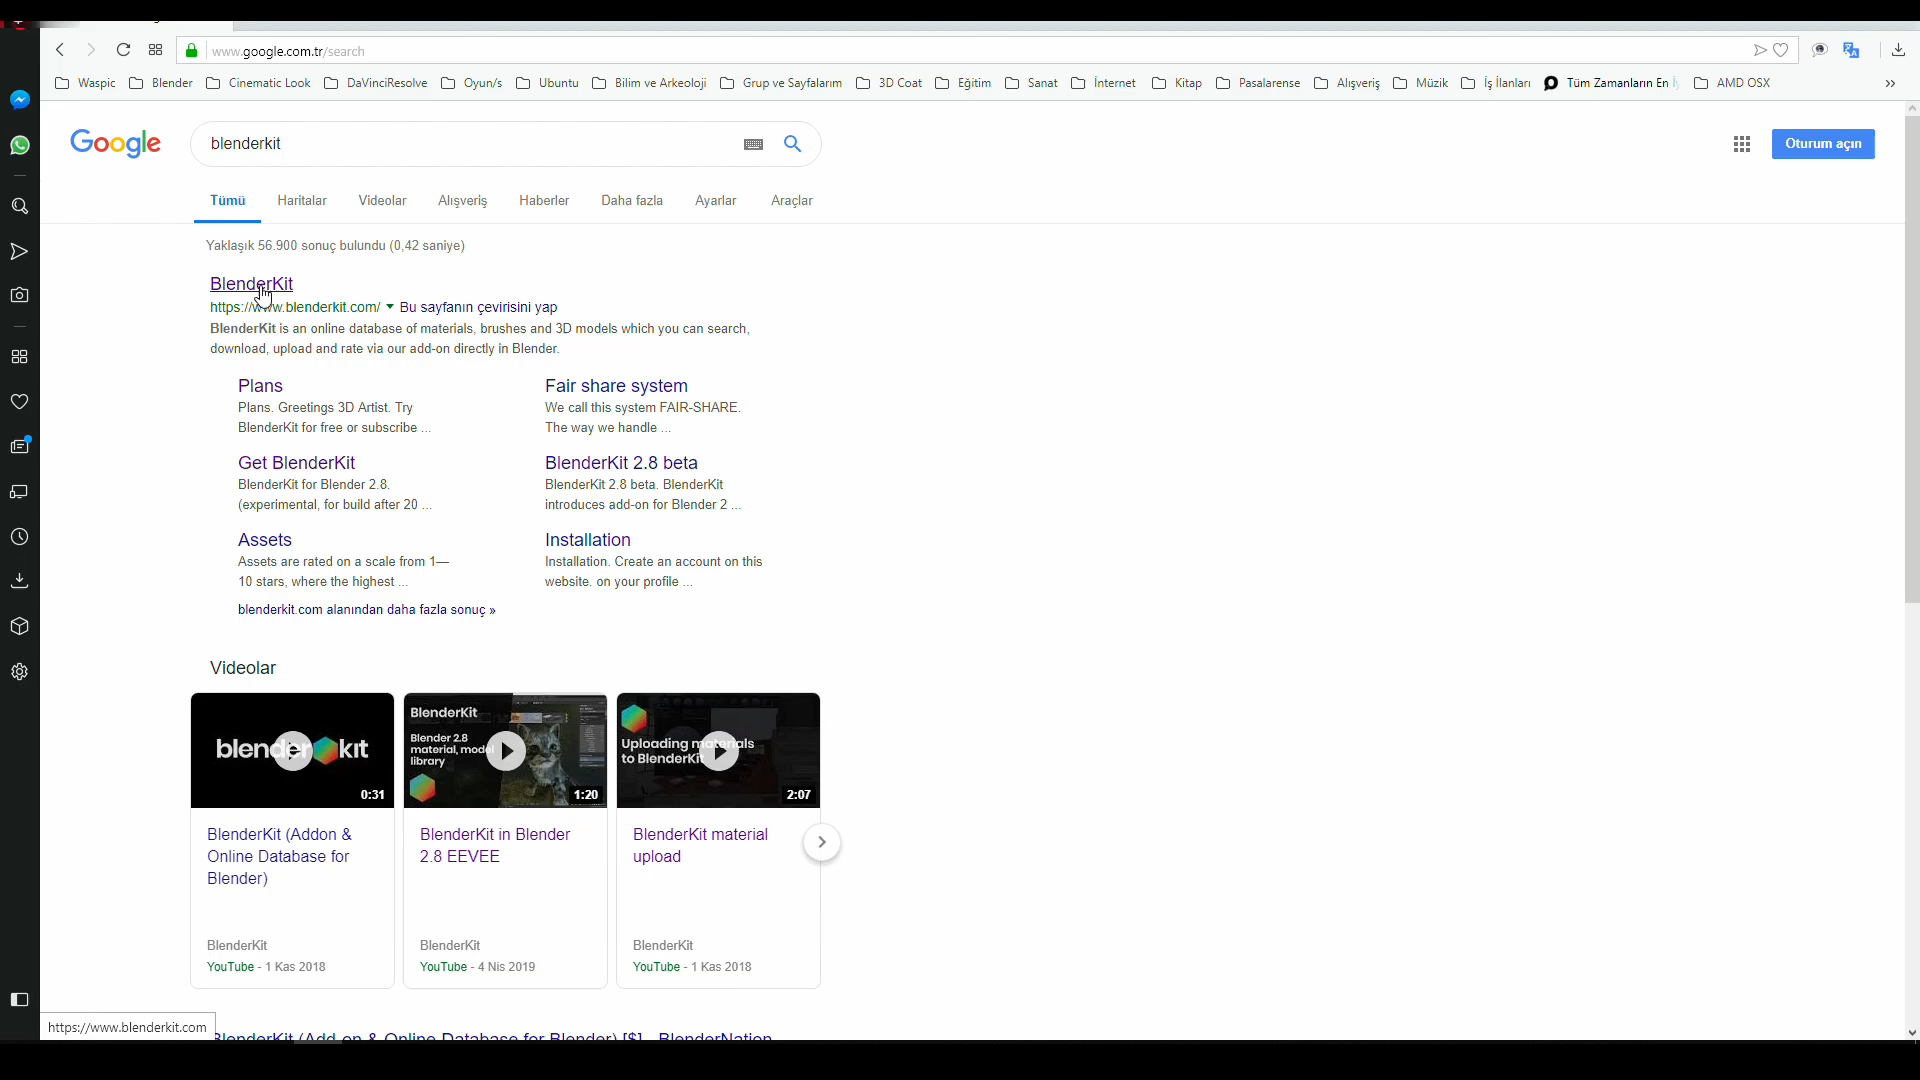 www.google.com.tr/search
Waspic Blender Cinematic Look DaVinciResolve Oyun/s Ubuntu Bilim ve Arkeoloji Grup ve Sayfalarım 3D Coat Eğitim Sanat İnternet Kitap Pasalarense Alışveriş Müzik İş İlanları Tüm Zamanların En AMD OSX »
Google blenderkit Oturum açın
Tümü Haritalar Videolar Alışveriş Haberler Daha fazla Ayarlar Araçlar
Yaklaşık 56.900 sonuç bulundu (0,42 saniye)
BlenderKit
https://www.blenderkit.com/ Bu sayfanın çevirisini yap
BlenderKit is an online database of materials, brushes and 3D models which you can search,
download, upload and rate via our add-on directly in Blender.
Plans
Plans. Greetings 3D Artist. Try
BlenderKit for free or subscribe ...
Fair share system
We call this system FAIR-SHARE.
The way we handle ...
Get BlenderKit
BlenderKit for Blender 2.8.
(experimental, for build after 20 ...
BlenderKit 2.8 beta
BlenderKit 2.8 beta. BlenderKit
introduces add-on for Blender 2 ...
Assets
Assets are rated on a scale from 1—
10 stars, where the highest ...
Installation
Installation. Create an account on this
website. on your profile ...
blenderkit.com alanından daha fazla sonuç »
Videolar
blenderkit
0:31
BlenderKit
Blender 2.8
material, model
library
1:20
Uploading materials
to BlenderKit
2:07
BlenderKit (Addon &
Online Database for
Blender)
BlenderKit
YouTube - 1 Kas 2018
BlenderKit in Blender
2.8 EEVEE
BlenderKit
YouTube - 4 Nis 2019
BlenderKit material
upload
BlenderKit
YouTube - 1 Kas 2018
https://www.blenderkit.com
BlenderKit (Add-on & Online Database for Blender) [$] - BlenderNation